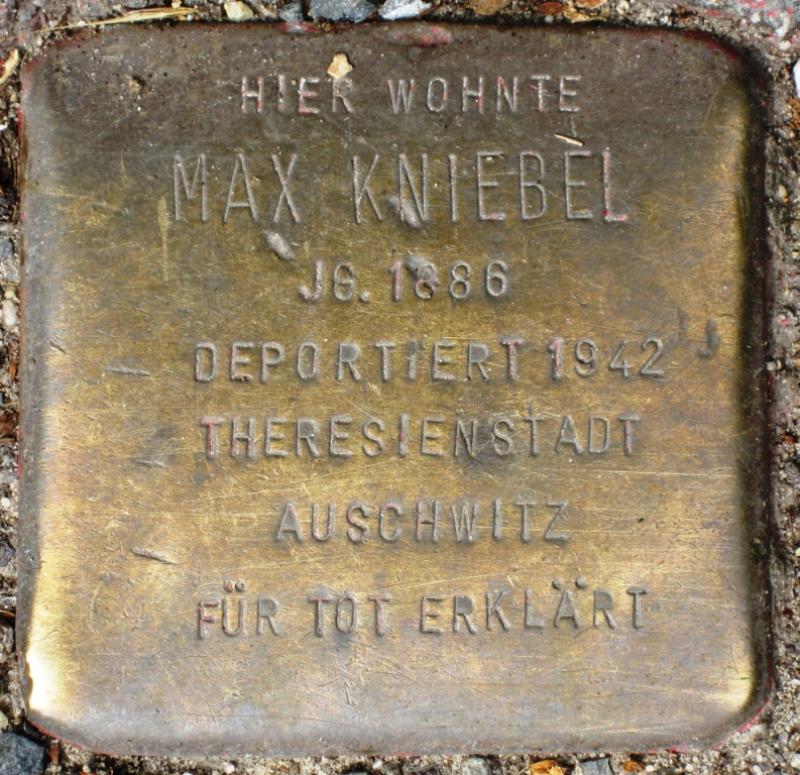 HIER WOHNTE
MAX KNIEBEL
JG. 1886
DEPORTIERT 1942
THERESIENSTADT
AUSCHWITZ
FÜR TOT ERKLÄRT